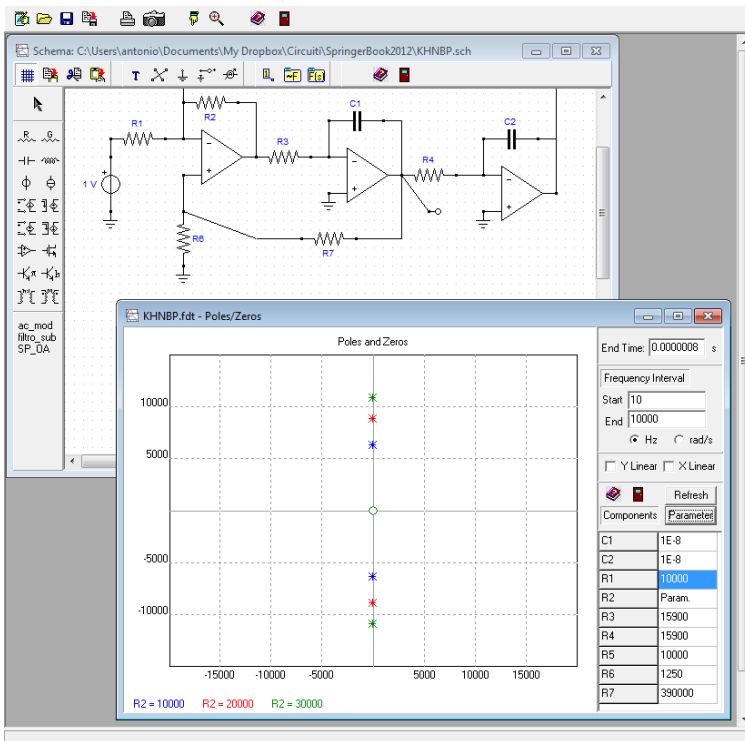 Schema: C:\Users\antonio\Documents\My Dropbox\Circuiti\SpringerBook2012\KHNBP.sch
T F F(s)
R G
R1
R2
R3
C1
R4
C2
1 V
R6
R7
ac_mod
filtro_sub
SP_OA
KHNBP.fdt - Poles/Zeros
Poles and Zeros
10000
5000
-5000
-10000
-15000 -10000 -5000 5000 10000 15000
R2 = 10000 R2 = 20000 R2 = 30000
End Time: 0.0000008 s
Frequency Interval
Start 10
End 10000
Hz rad/s
Y Linear X Linear
Refresh
Components Parameter
C1 1E-8
C2 1E-8
R1 10000
R2 Param.
R3 15900
R4 15900
R5 10000
R6 1250
R7 390000